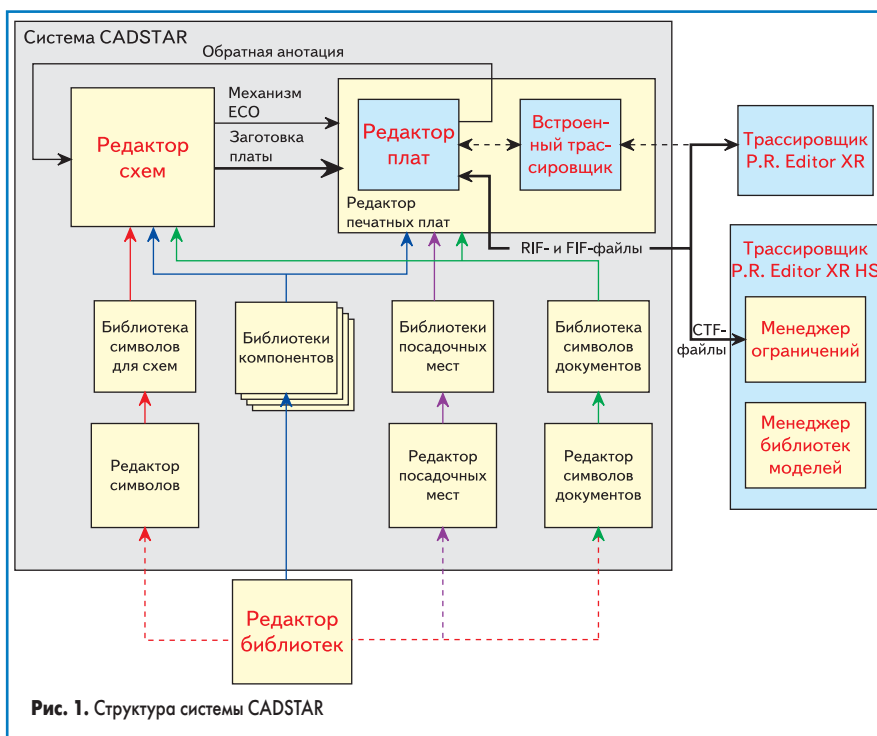 Система CADSTAR
Обратная анотация
Механизм
ECO
Заготовка
платы
Редактор
схем
Редактор
плат
Встроен-
ный трас-
сировщик
Редактор
печатных плат
Трассировщик
P.R. Editor XR
RIF- и FIF-файлы
Трассировщик
P.R. Editor XR HS
CTF-
файлы
Менеджер
ограничений
Менеджер
библиотек
моделей
Библиотека
символов
для схем
Библиотеки
компонентов
Библиотеки
посадочных
мест
Библиотека
символов
документов
Редактор
символов
Редактор
посадочных
мест
Редактор
символов
документов
Редактор
библиотек
Рис. 1. Структура системы CADSTAR